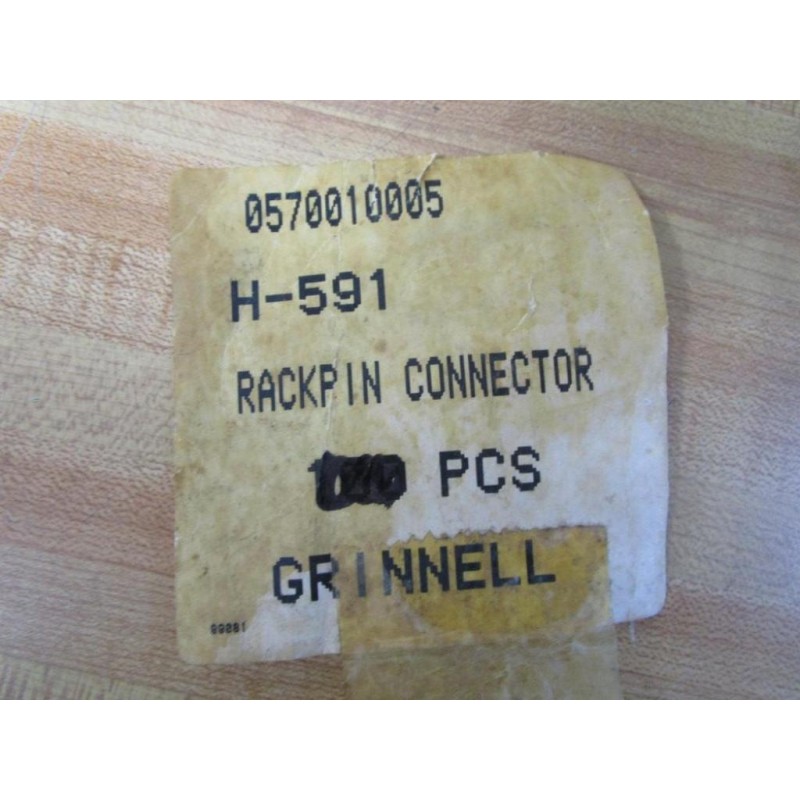 0570010005
H-591
RACKPIN CONNECTOR
PCS
GRINNELL